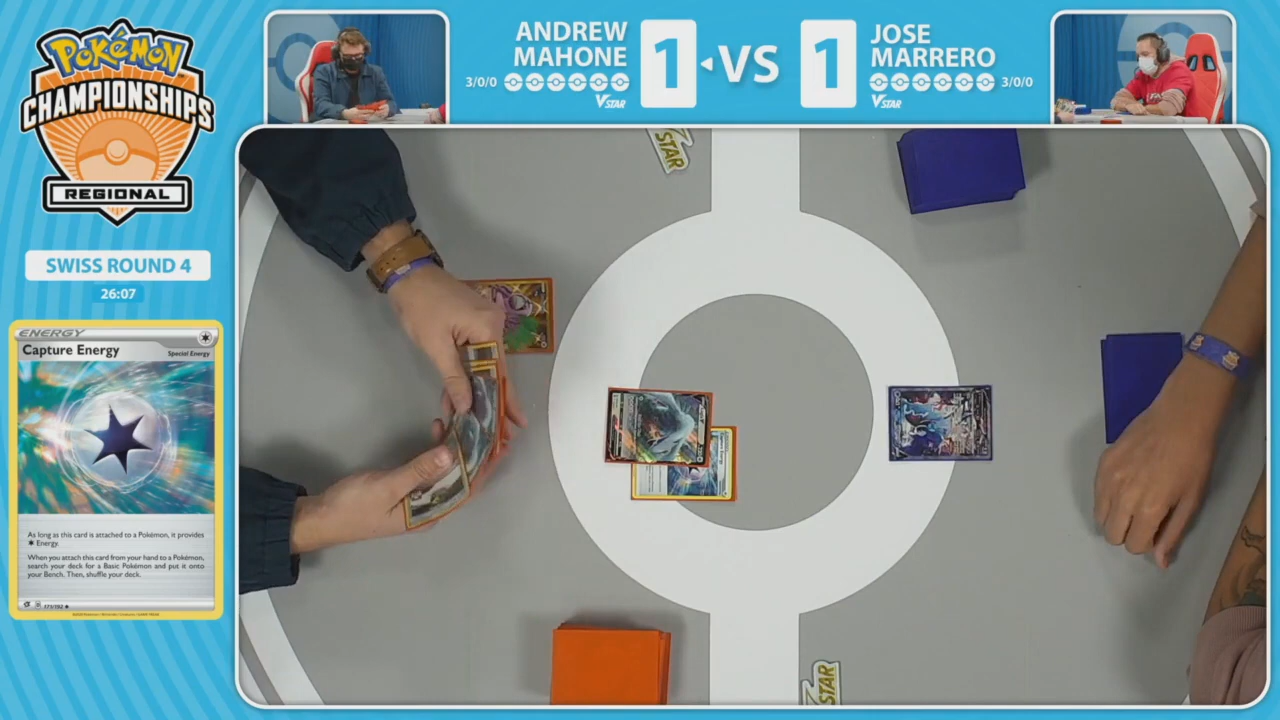 Pokémon
CHAMPIONSHIPS
REGIONAL
SWISS ROUND 4
26:07
ANDREW
MAHONE
3/0/0
VSTAR
1
VS
1
JOSE
MARRERO
3/0/0
VSTAR
ENERGY
Capture Energy
Special Energy
As long as this card is attached to a Pokémon, it provides
Energy.
When you attach this card from your hand to a Pokémon,
search your deck for a Basic Pokémon and put it onto
your Bench. Then, shuffle your deck.
171/192
STAR
STAR